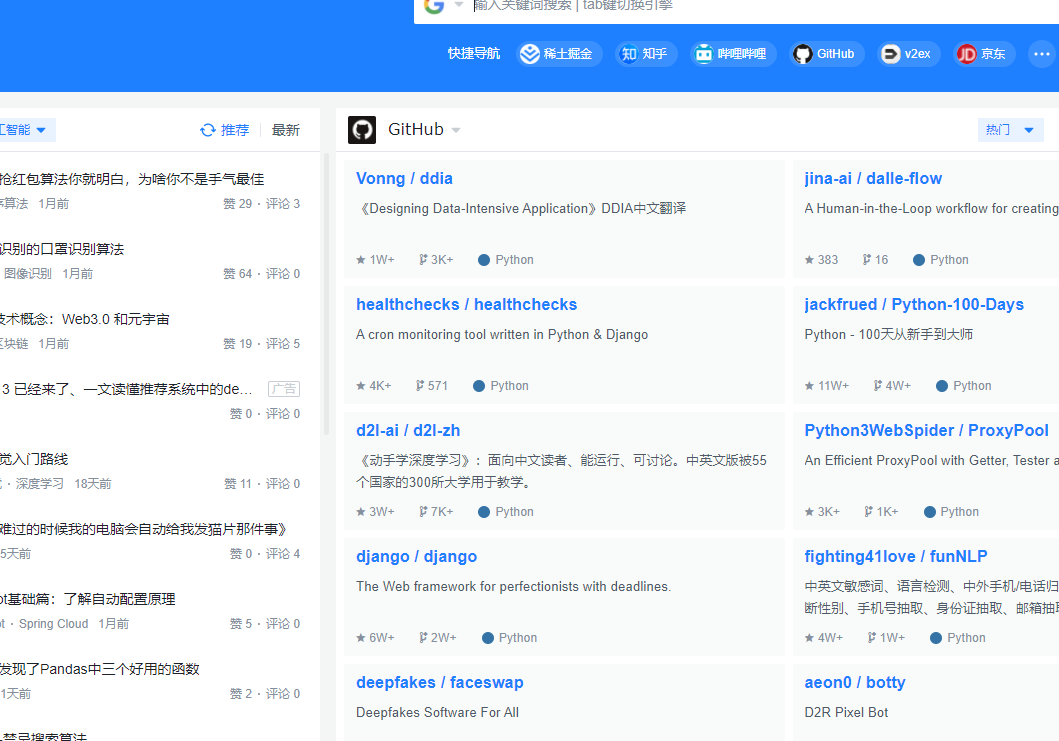 输入关键词搜索 | tab键切换引擎
快捷导航 稀土掘金 知乎 哔哩哔哩 GitHub v2ex 京东
工智能 推荐 最新
抢红包算法你就明白，为啥你不是手气最佳
算法 1月前 赞 29 · 评论 3
识别的口罩识别算法
· 图像识别 1月前 赞 64 · 评论 0
技术概念：Web3.0 和元宇宙
区块链 1月前 赞 19 · 评论 5
3 已经来了、一文读懂推荐系统中的de... 广告
赞 0 · 评论 0
觉入门路线
· 深度学习 18天前 赞 11 · 评论 0
难过的时候我的电脑会自动给我发猫片那件事》
5天前 赞 0 · 评论 4
ot基础篇：了解自动配置原理
ot · Spring Cloud 1月前 赞 5 · 评论 0
发现了Pandas中三个好用的函数
1天前 赞 2 · 评论 0
禁忌搜索算法
GitHub 热门
Vonng / ddia
《Designing Data-Intensive Application》DDIA中文翻译
1W+ 3K+ Python
jina-ai / dalle-flow
A Human-in-the-Loop workflow for creating
383 16 Python
healthchecks / healthchecks
A cron monitoring tool written in Python & Django
4K+ 571 Python
jackfrued / Python-100-Days
Python - 100天从新手到大师
11W+ 4W+ Python
d2l-ai / d2l-zh
《动手学深度学习》：面向中文读者、能运行、可讨论。中英文版被55
个国家的300所大学用于教学。
3W+ 7K+ Python
Python3WebSpider / ProxyPool
An Efficient ProxyPool with Getter, Tester a
3K+ 1K+ Python
django / django
The Web framework for perfectionists with deadlines.
6W+ 2W+ Python
fighting41love / funNLP
中英文敏感词、语言检测、中外手机/电话归
断性别、手机号抽取、身份证抽取、邮箱抽
4W+ 1W+ Python
deepfakes / faceswap
Deepfakes Software For All
aeon0 / botty
D2R Pixel Bot